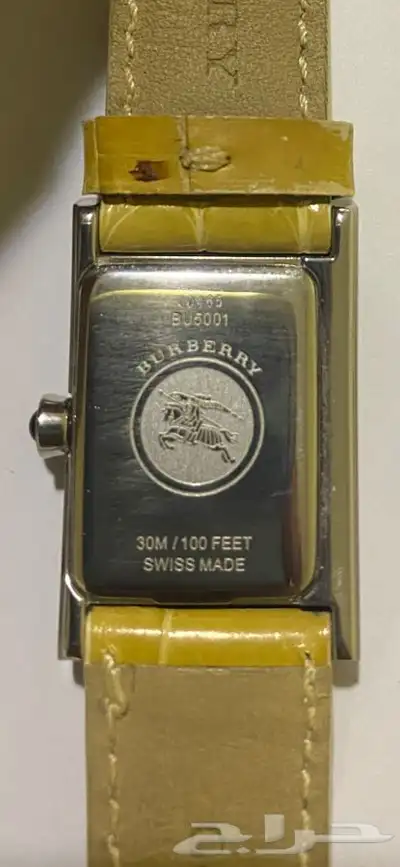 BU5001
BURBERRY
30M / 100 FEET
SWISS MADE
حراج